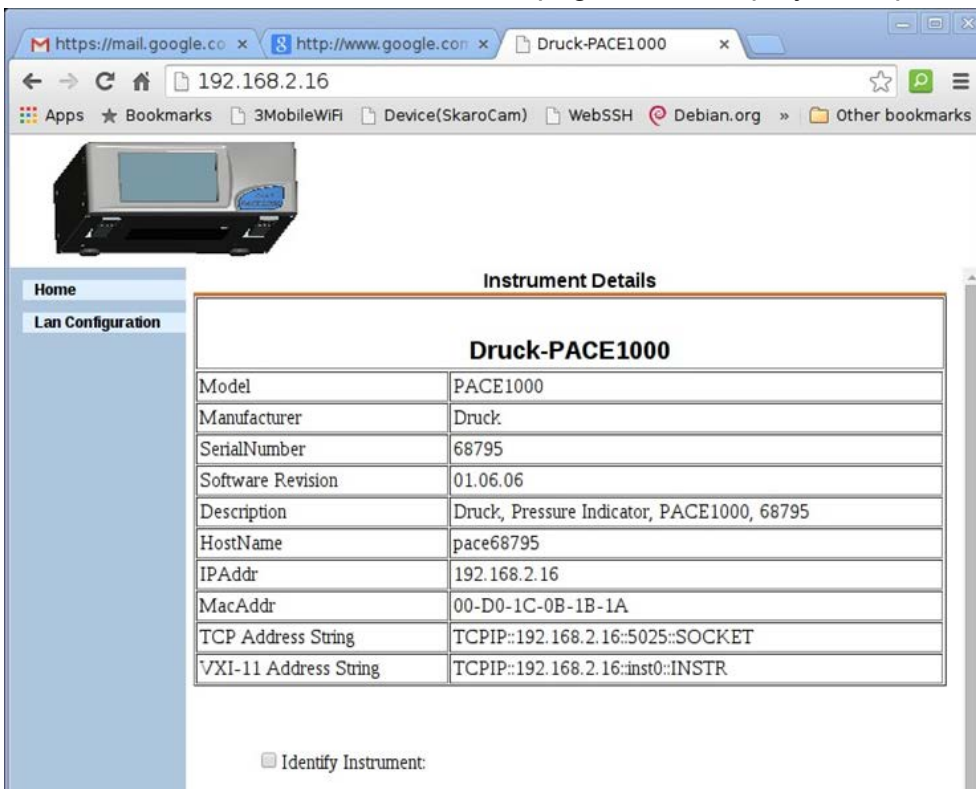 https://mail.google.co
http://www.google.com
Druck-PACE1000
192.168.2.16
Apps Bookmarks 3MobileWiFi Device(SkaroCam) WebSSH Debian.org » Other bookmarks
Home
Lan Configuration
Instrument Details
Druck-PACE1000
Model PACE1000
Manufacturer Druck
SerialNumber 68795
Software Revision 01.06.06
Description Druck, Pressure Indicator, PACE1000, 68795
HostName pace68795
IPAddr 192.168.2.16
MacAddr 00-D0-1C-0B-1B-1A
TCP Address String TCPIP::192.168.2.16::5025::SOCKET
VXI-11 Address String TCPIP::192.168.2.16::inst0::INSTR
Identify Instrument: